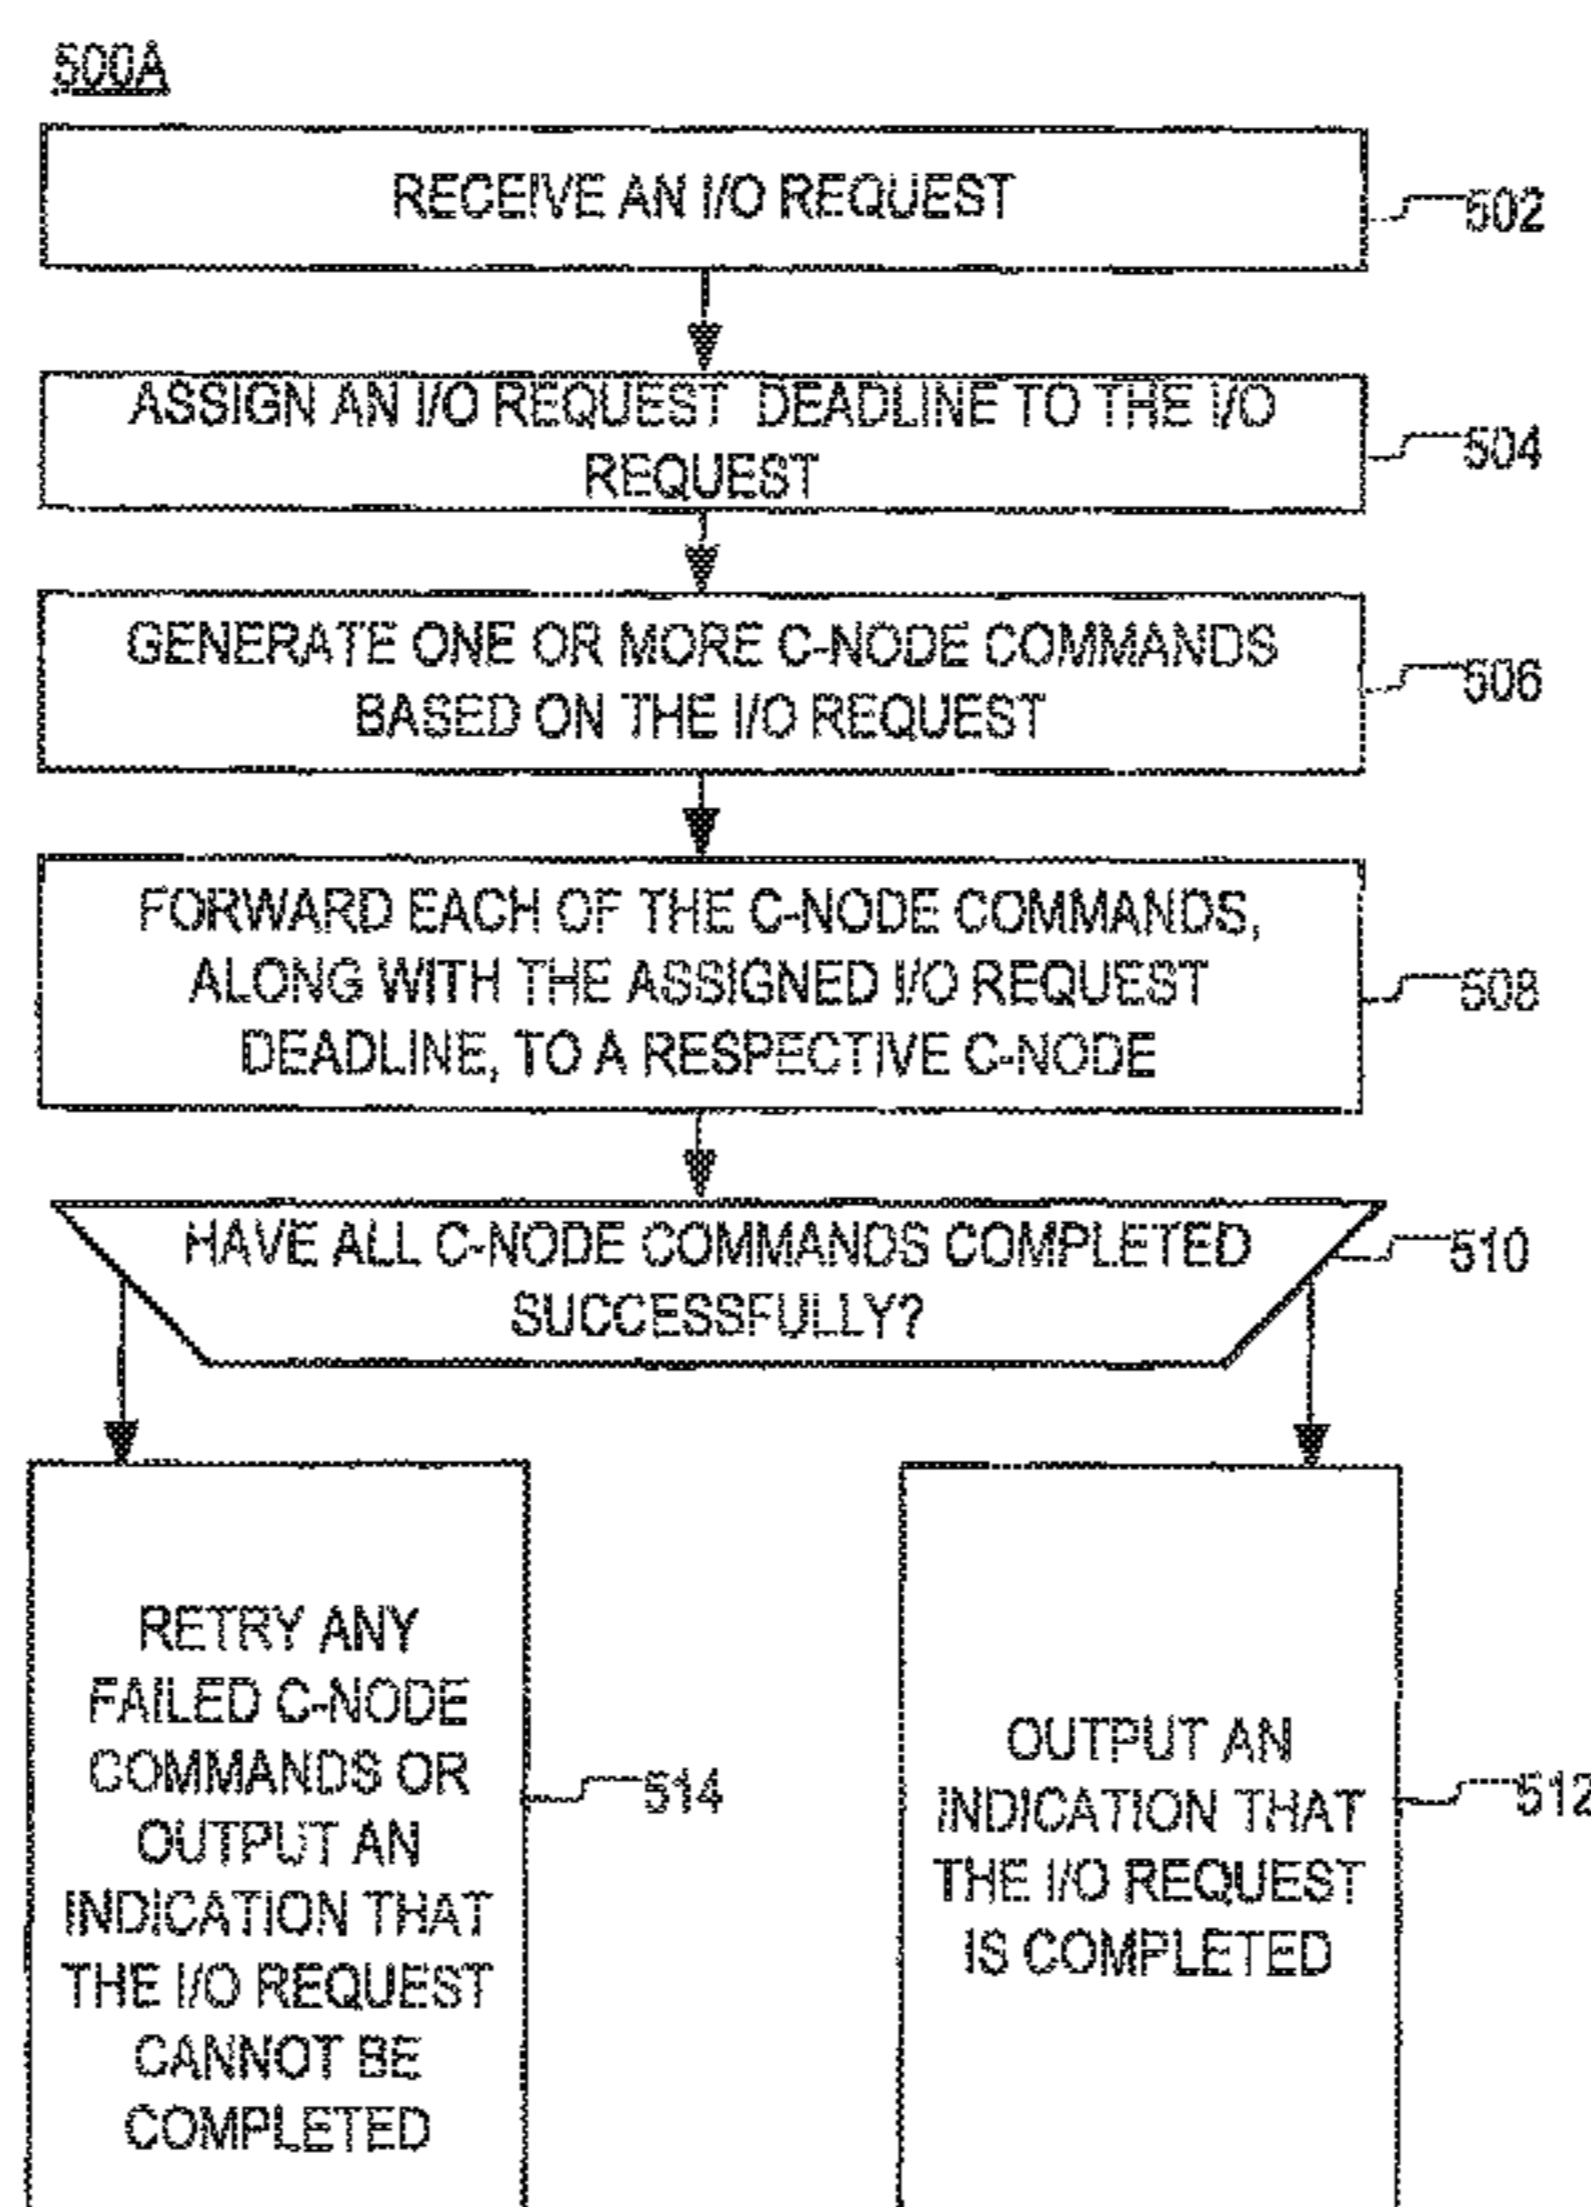 500A
RECEIVE AN I/O REQUEST
502
ASSIGN AN I/O REQUEST DEADLINE TO THE I/O
REQUEST
504
GENERATE ONE OR MORE C-NODE COMMANDS
BASED ON THE I/O REQUEST
506
FORWARD EACH OF THE C-NODE COMMANDS,
ALONG WITH THE ASSIGNED I/O REQUEST
DEADLINE, TO A RESPECTIVE C-NODE
508
HAVE ALL C-NODE COMMANDS COMPLETED
SUCCESSFULLY?
510
RETRY ANY
FAILED C-NODE
COMMANDS OR
OUTPUT AN
INDICATION THAT
THE I/O REQUEST
CANNOT BE
COMPLETED
514
OUTPUT AN
INDICATION THAT
THE I/O REQUEST
IS COMPLETED
512